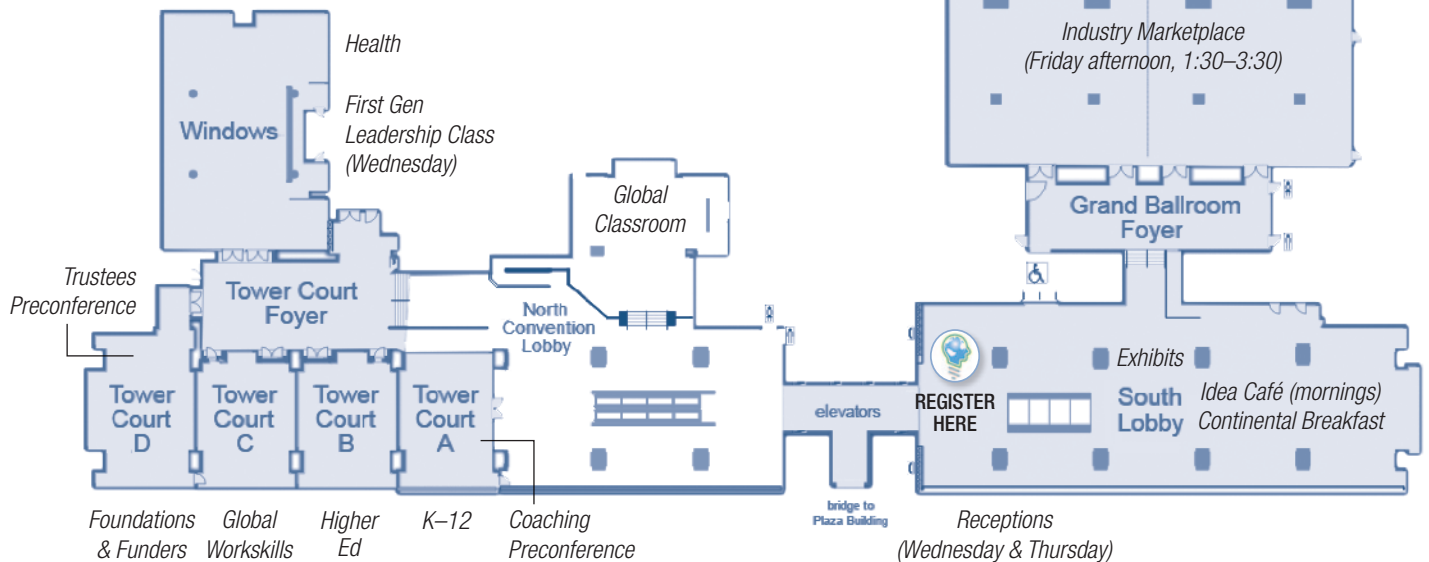 Health
First Gen
Leadership Class
(Wednesday)
Windows
Trustees
Preconference
Tower Court
Foyer
Global
Classroom
North
Convention
Lobby
Tower
Court
D
Tower
Court
C
Tower
Court
B
Tower
Court
A
Foundations
& Funders
Global
Workskills
Higher
Ed
K–12
Coaching
Preconference
elevators
bridge to
Plaza Building
Industry Marketplace
(Friday afternoon, 1:30–3:30)
Grand Ballroom
Foyer
REGISTER
HERE
Exhibits
South
Lobby
Idea Café (mornings)
Continental Breakfast
Receptions
(Wednesday & Thursday)